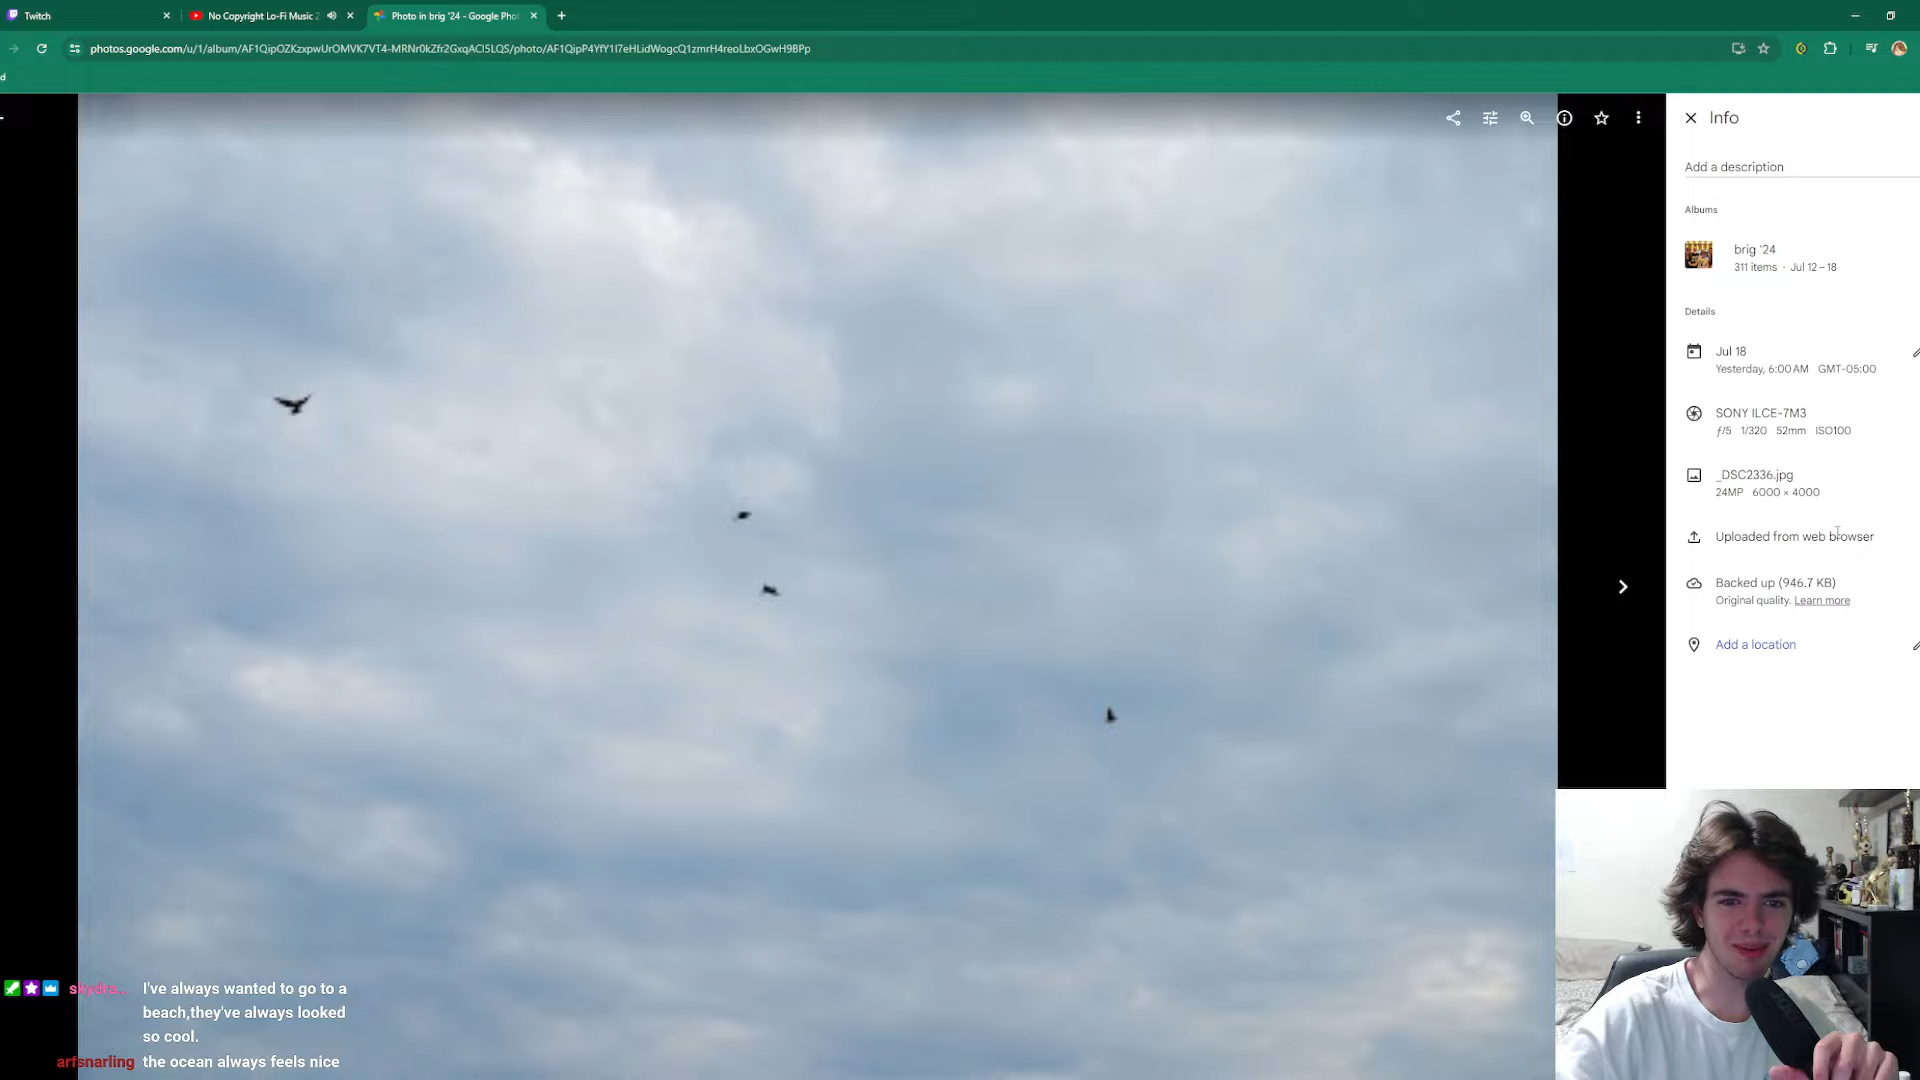 Twitch
No Copyright Lo-Fi Music 2
Photo in brig '24 - Google Pho
photos.google.com/u/1/album/AF1QipOZKzxpwUrOMVK7VT4-MRNr0kZfr2GxqACl5LQS/photo/AF1QipP4YfY1I7eHLidWogcQ1zmrH4reoLbxOGwH9BPp
d
Info
Add a description
Albums
brig '24
311 items · Jul 12 – 18
Details
Jul 18
Yesterday, 6:00 AM GMT-05:00
SONY ILCE-7M3
ƒ/5 1/320 52mm ISO100
_DSC2336.jpg
24MP 6000 × 4000
Uploaded from web browser
Backed up (946.7 KB)
Original quality. Learn more
Add a location
skydra... I've always wanted to go to a
beach,they've always looked
so cool.
arfsnarling the ocean always feels nice